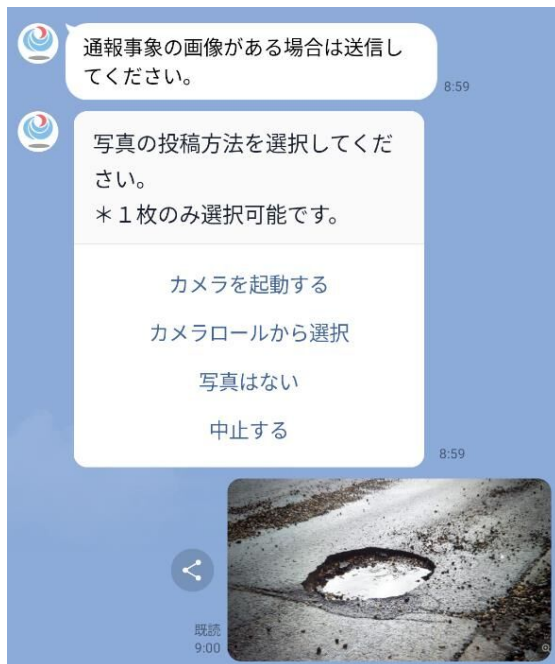 通報事象の画像がある場合は送信し
てください。
8:59
写真の投稿方法を選択してくだ
さい。
＊１枚のみ選択可能です。
カメラを起動する
カメラロールから選択
写真はない
中止する
8:59
既読
9:00